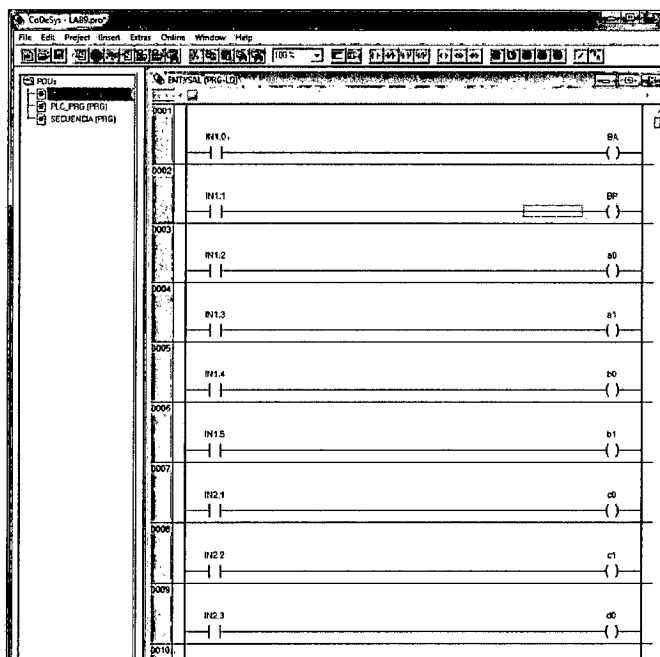 CoDeSys - LAB9.pro*
File Edit Project Insert Extras Online Window Help
100 %
POUs
PLC_PRG (PRG)
SECUENCIA (PRG)
ENTYSAL (PRG-LD)
0001
IN1.0 BA
0002
IN1.1 BP
0003
IN1.2 a0
0004
IN1.3 a1
0005
IN1.4 b0
0006
IN1.5 b1
0007
IN2.1 c0
0008
IN2.2 c1
0009
IN2.3 d0
0010